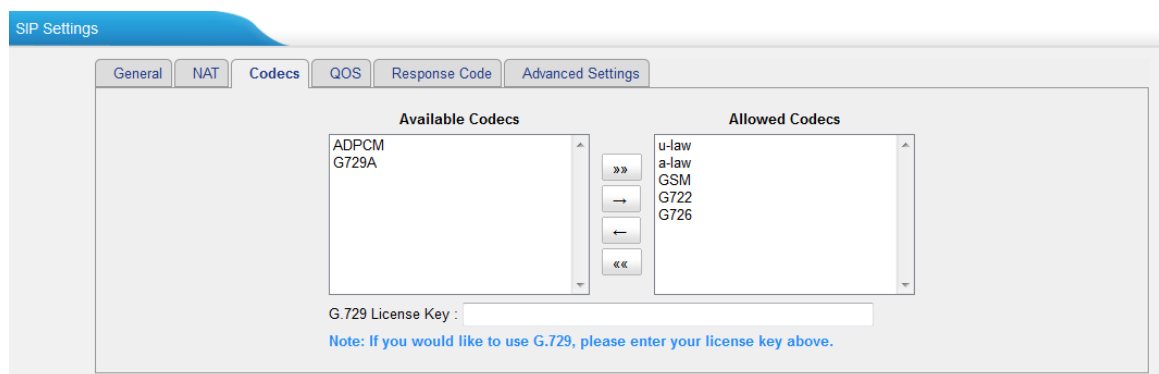 SIP Settings
General NAT Codecs QOS Response Code Advanced Settings
Available Codecs
ADPCM
G729A
»»
→
←
««
Allowed Codecs
u-law
a-law
GSM
G722
G726
G.729 License Key :
Note: If you would like to use G.729, please enter your license key above.